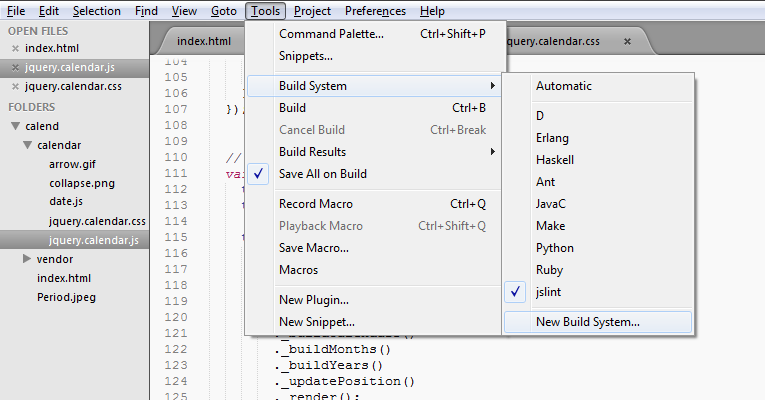 File Edit Selection Find View Goto Tools Project Preferences Help
OPEN FILES
index.html
jquery.calendar.js
jquery.calendar.css
FOLDERS
calend
calendar
arrow.gif
collapse.png
date.js
jquery.calendar.css
jquery.calendar.js
vendor
index.html
Period.jpeg
index.html
query.calendar.css
104
105
106
107 });
108
109
110 //
111 va
112 t
113 t
114
115 t
116
117
118
119
120
121
122 ._buildMonths()
123 ._buildYears()
124 ._updatePosition()
125 ._render();
Command Palette... Ctrl+Shift+P
Snippets...
Build System
Build Ctrl+B
Cancel Build Ctrl+Break
Build Results
Save All on Build
Record Macro Ctrl+Q
Playback Macro Ctrl+Shift+Q
Save Macro...
Macros
New Plugin...
New Snippet...
Automatic
D
Erlang
Haskell
Ant
JavaC
Make
Python
Ruby
jslint
New Build System...